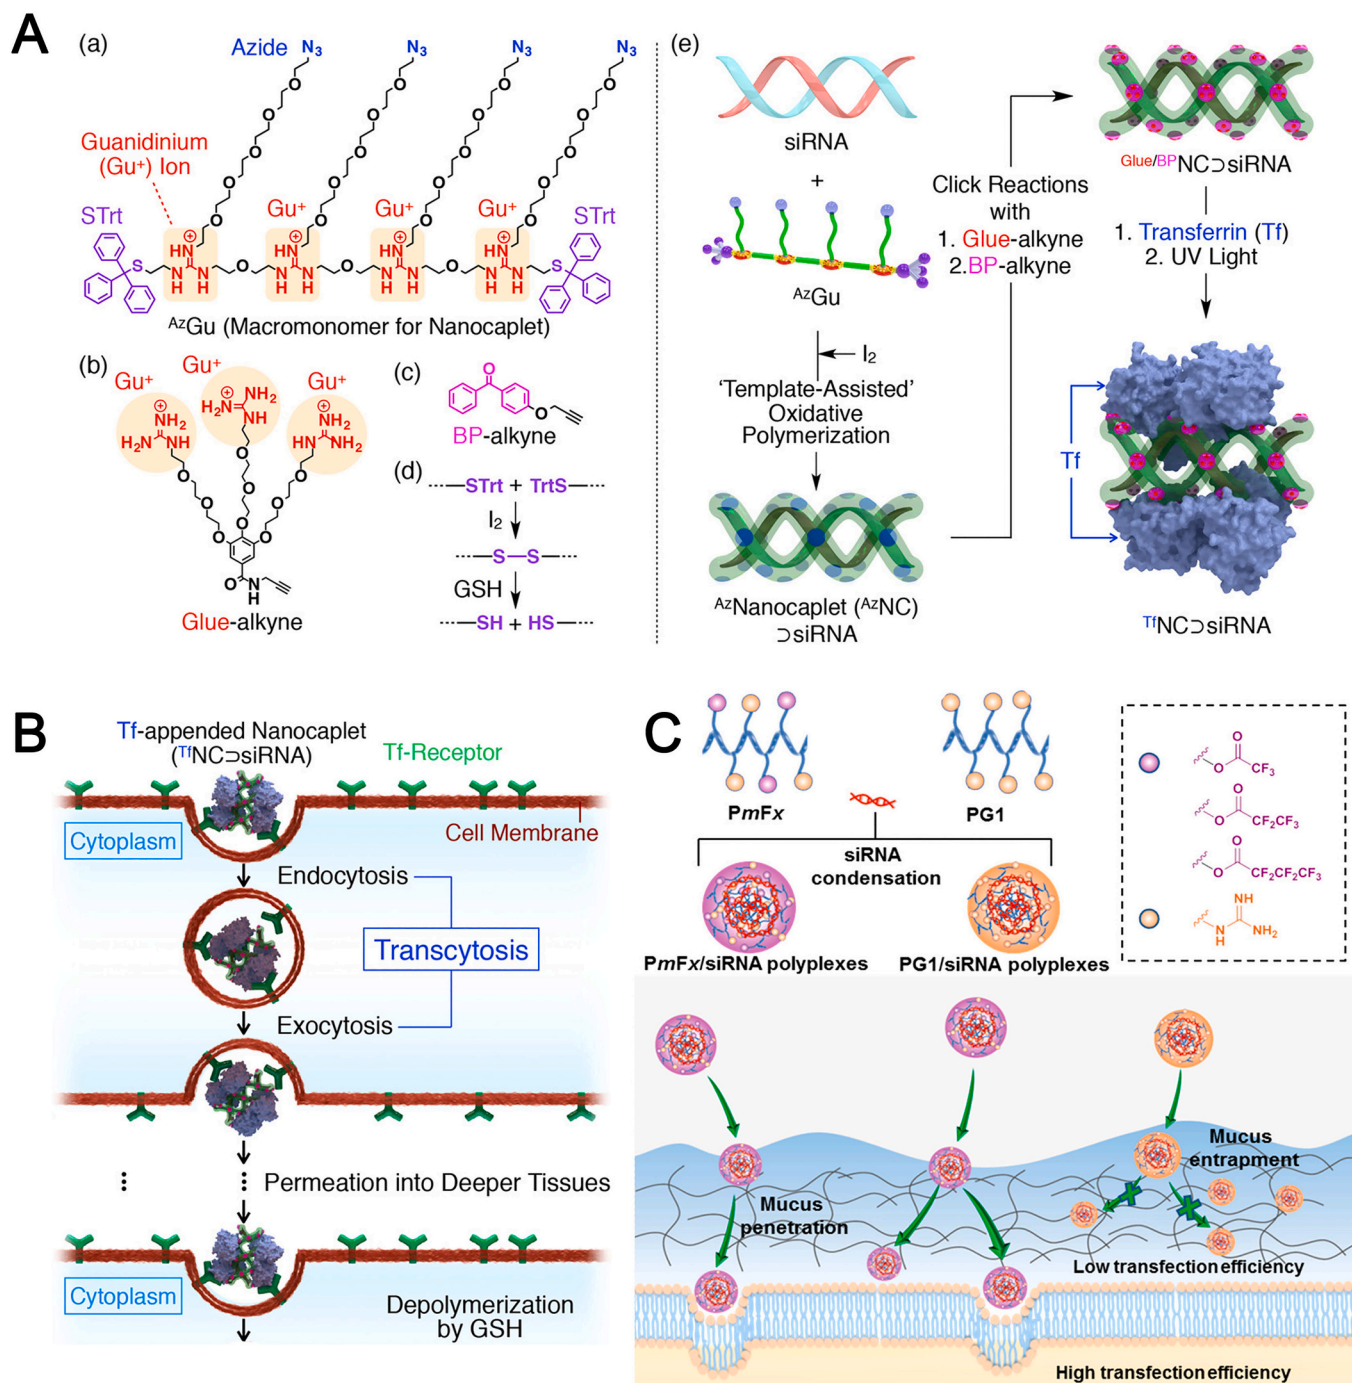 A
(a)
Azide N3
N3
N3
N3
Guanidinium
(Gu+) Ion
Gu+
Gu+
Gu+
STrt
STrt
AzGu (Macromonomer for Nanocaplet)
(b)
Gu+
Gu+
Gu+
Glue-alkyne
(c)
BP-alkyne
(d)
STrt + TrtS
I2
S—S
GSH
SH + HS
(e)
siRNA
+
AzGu
I2
'Template-Assisted'
Oxidative
Polymerization
AzNanocaplet (AzNC)
⊃siRNA
Click Reactions
with
1. Glue-alkyne
2.BP-alkyne
Glue/BPNC⊃siRNA
1. Transferrin (Tf)
2. UV Light
Tf
TfNC⊃siRNA
B
Tf-appended Nanocaplet
(TfNC⊃siRNA)
Tf-Receptor
Cytoplasm
Cell Membrane
Endocytosis
Transcytosis
Exocytosis
Permeation into Deeper Tissues
Cytoplasm
Depolymerization
by GSH
C
PmFx
PG1
siRNA
condensation
PmFx/siRNA polyplexes
PG1/siRNA polyplexes
O
O
CF3
O
O
CF2CF3
O
O
CF2CF2CF3
NH
N
H
NH2
Mucus
entrapment
Mucus
penetration
Low transfection efficiency
High transfection efficiency